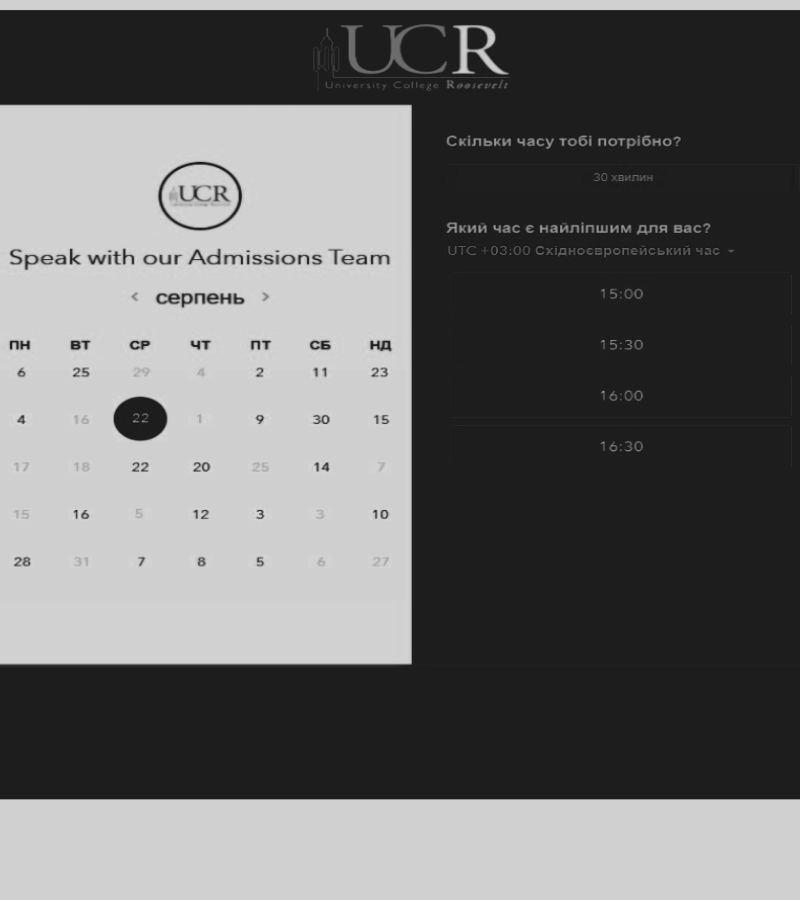 UCR
University College Roosevelt
UCR
Speak with our Admissions Team
серпень
ПН ВТ СР ЧТ ПТ СБ НД
6 25 29 4 2 11 23
4 16 22 1 9 30 15
17 18 22 20 25 14 7
15 16 5 12 3 3 10
28 31 7 8 5 6 27
Скільки часу тобі потрібно?
30 хвилин
Який час є найліпшим для вас?
UTC +03:00 Східноєвропейський час
15:00
15:30
16:00
16:30